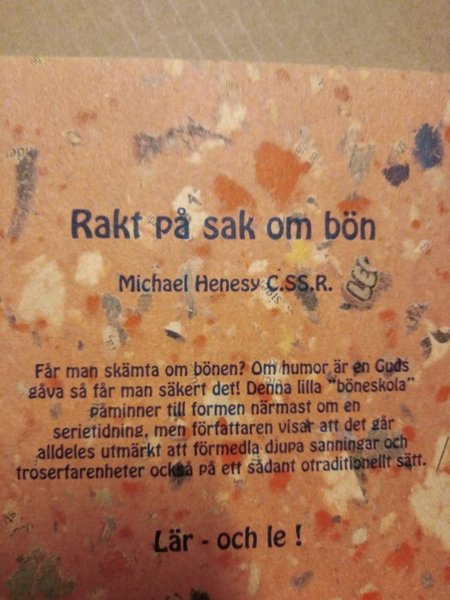 Rakt på sak om bön
Michael Henesy C.SS.R.
Får man skämta om bönen? Om humor är en Guds
gåva så får man säkert det! Denna lilla "böneskola"
påminner till formen närmast om en
serietidning, men författaren visar att det går
alldeles utmärkt att förmedla djupa sanningar och
troserfarenheter också på ett sådant otraditionellt sätt.
Lär - och le !